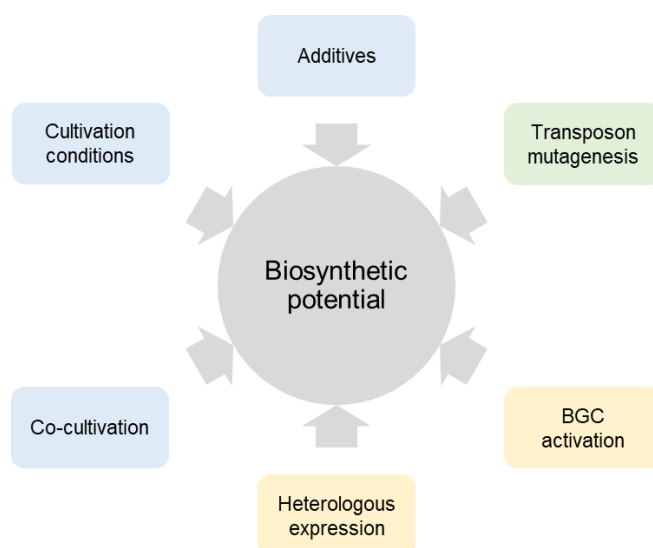 Additives
Cultivation
conditions
Transposon
mutagenesis
Biosynthetic
potential
Co-cultivation
BGC
activation
Heterologous
expression